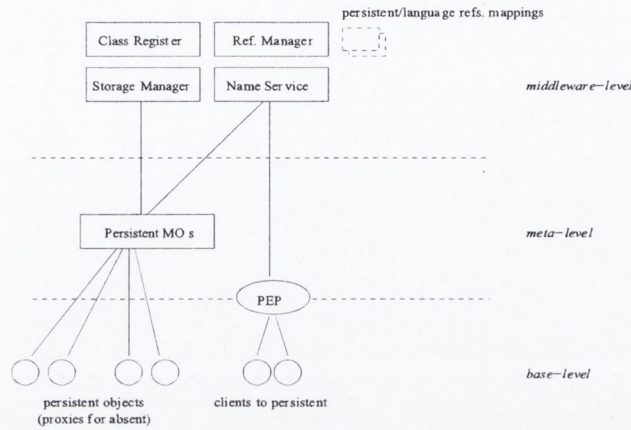 persistent/language refs. mappings
Class Register
Ref. Manager
Storage Manager
Name Service
middleware-level
Persistent MOs
meta-level
PEP
base-level
persistent objects
(proxies for absent)
clients to persistent